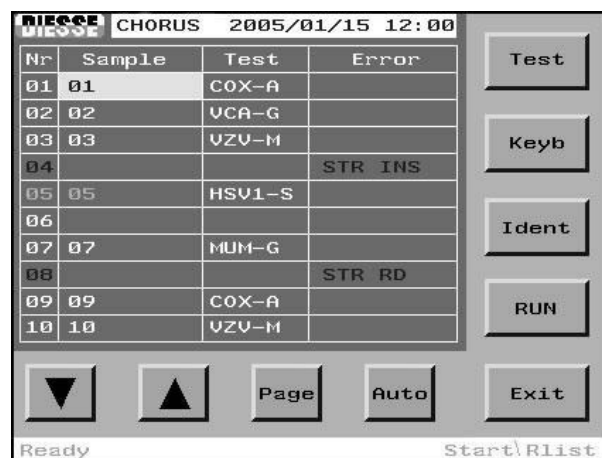 DIESSE CHORUS 2005/01/15 12:00
Nr Sample Test Error
01 01 COX-A
02 02 VCA-G
03 03 VZV-M
04 STR INS
05 05 HSV1-S
06
07 07 MUM-G
08 STR RD
09 09 COX-A
10 10 VZV-M
Test
Keyb
Ident
RUN
Page Auto Exit
Ready Start\Rlist